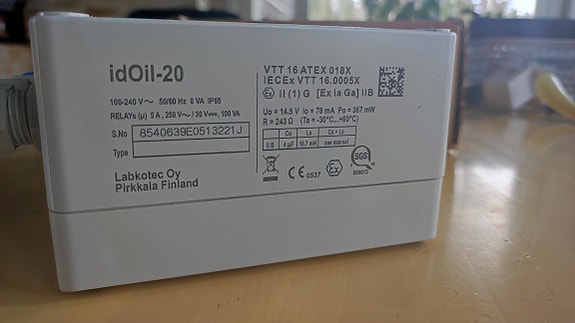 idOil-20
100-240 V～ 50/60 Hz 8 VA IP65
RELAYs (μ) 5 A, 250 V～/ 30 V⎓, 100 VA
S.No 8540639E0513221J
Type
Labkotec Oy
Pirkkala Finland
VTT 16 ATEX 018X
IECEx VTT 16.0005X
II (1) G [Ex ia Ga] IIB
Uo = 14.5 V Io = 78 mA Po = 367 mW
R = 243 Ω (Ta = -30°C...+60°C)
Co Lo Co + Lo
IIB 4 μF 16.7 mH see manual
CE 0537 Ex SGS